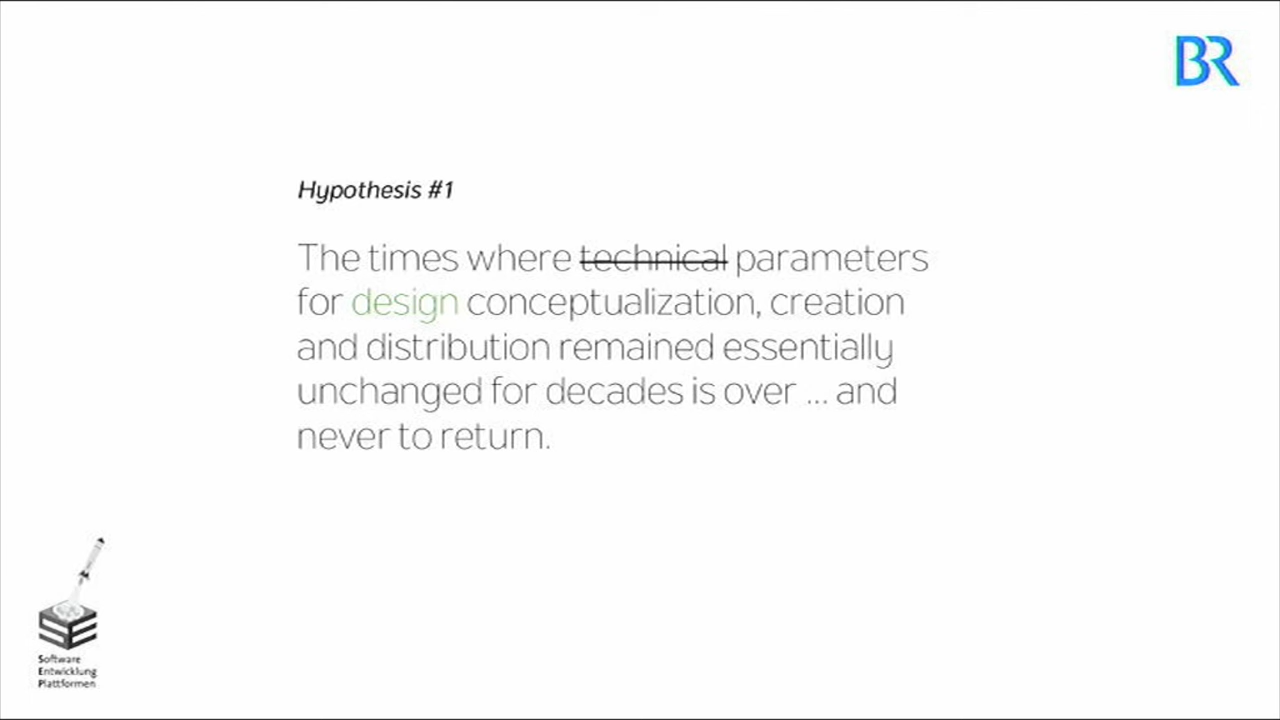 BR
Hypothesis #1
The times where technical parameters
for design conceptualization, creation
and distribution remained essentially
unchanged for decades is over ... and
never to return.
SE
Software
Entwicklung
Plattformen